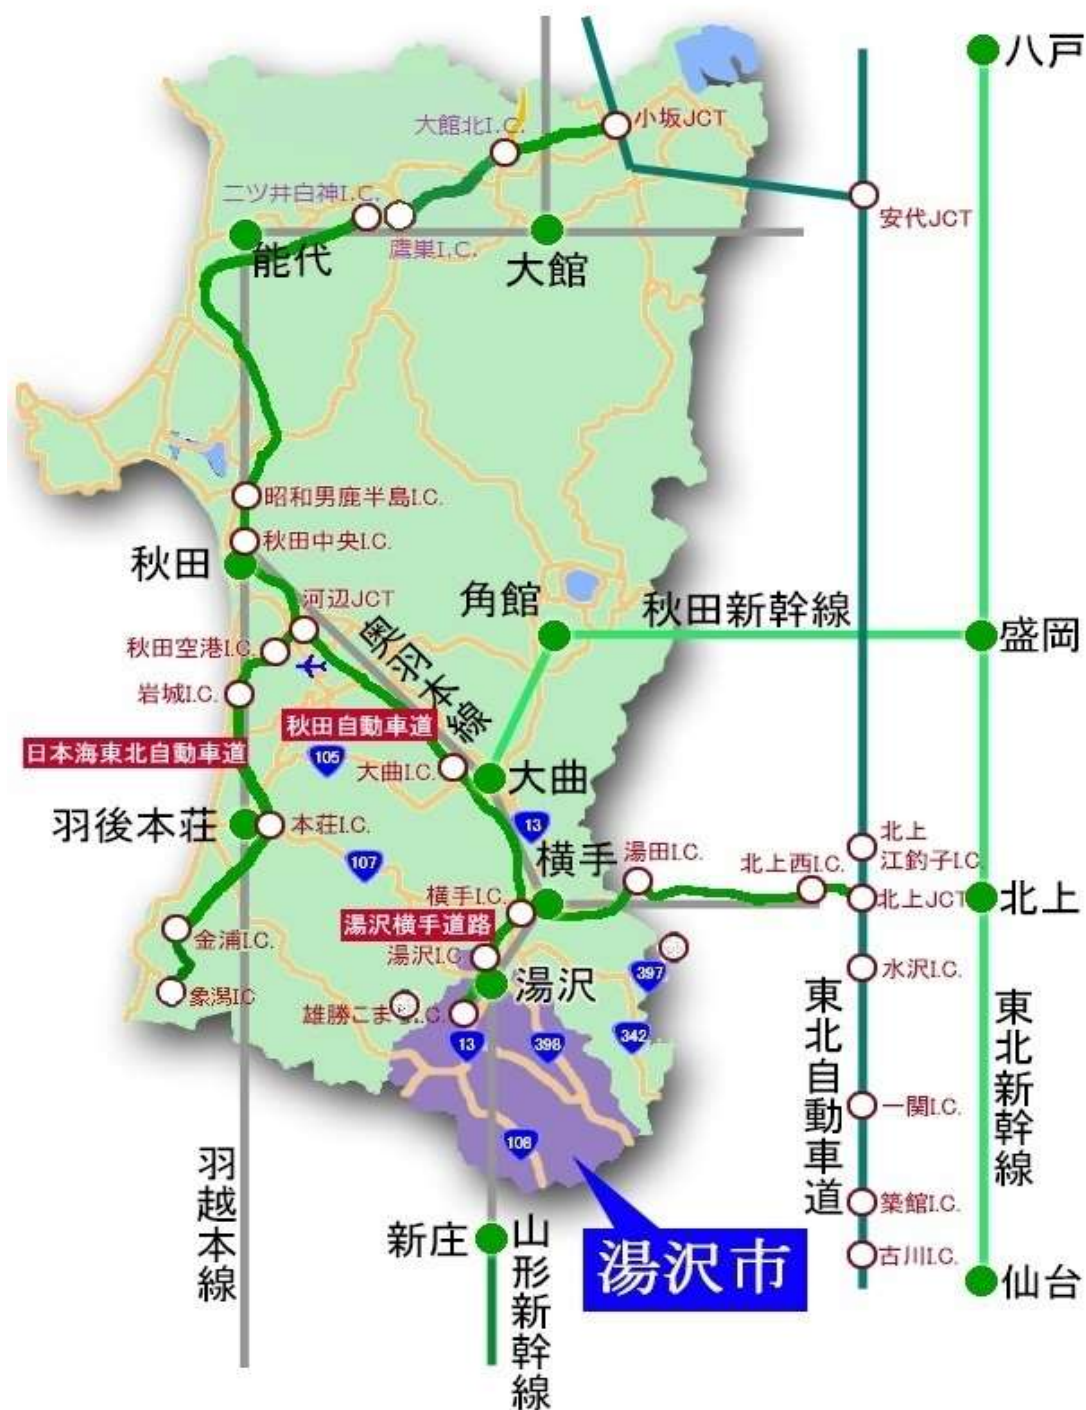 八戸
小坂JCT
大館北I.C.
二ツ井白神I.C.
安代JCT
能代
鷹巣I.C.
大館
昭和男鹿半島I.C.
秋田中央I.C.
秋田
河辺JCT
角館
秋田新幹線
盛岡
秋田空港I.C.
奥羽本線
岩城I.C.
秋田自動車道
日本海東北自動車道
105
大曲I.C.
大曲
羽後本荘
本荘I.C.
13
107
横手
湯田I.C.
北上西I.C.
北上
江釣子I.C.
横手I.C.
北上JCT
北上
湯沢横手道路
金浦I.C.
湯沢I.C
397
水沢I.C.
象潟IC
湯沢
雄勝こまちI.C.
13
398
342
東北自動車道
東北新幹線
108
一関I.C.
羽越本線
築館I.C.
新庄
山形新幹線
湯沢市
古川I.C.
仙台